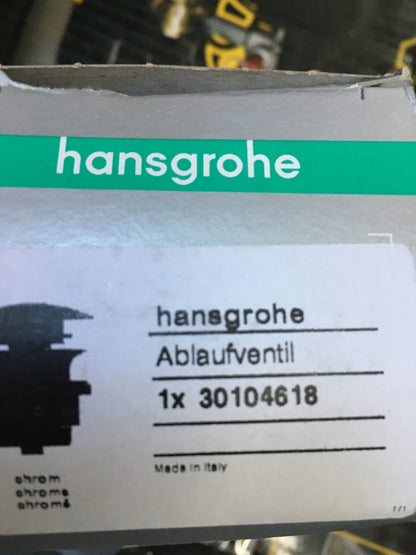 hansgrohe
hansgrohe
Ablaufventil
1x 30104618
Made in Italy
chrom
chrome
chromé
1/1